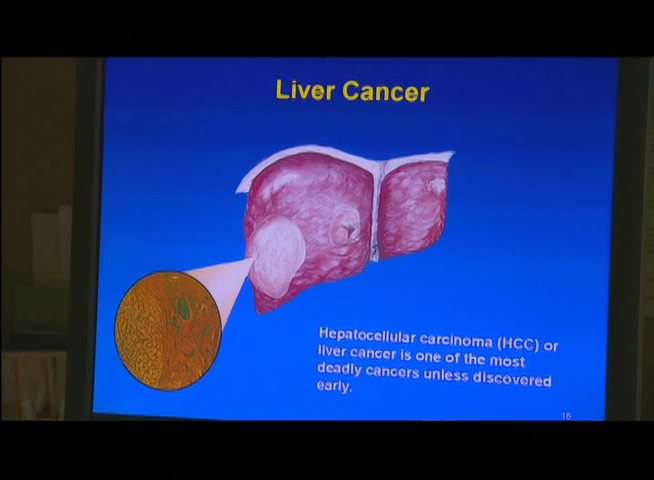 Liver Cancer
Hepatocellular carcinoma (HCC) or
liver cancer is one of the most
deadly cancers unless discovered
early.
16